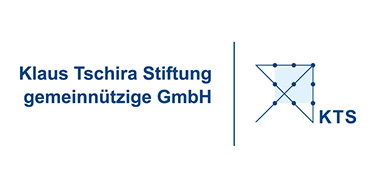 Klaus Tschira Stiftung
gemeinnützige GmbH
KTS